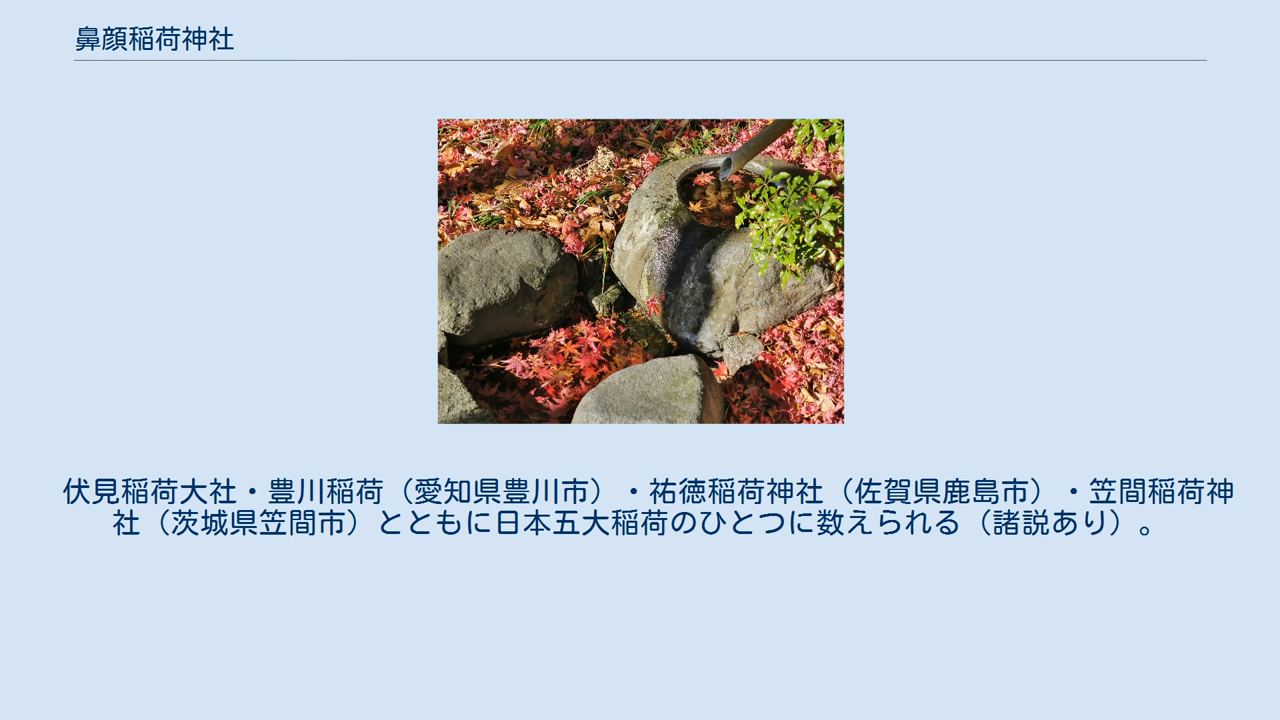 鼻顔稲荷神社
伏見稲荷大社・豊川稲荷（愛知県豊川市）・祐徳稲荷神社（佐賀県鹿島市）・笠間稲荷神
社（茨城県笠間市）とともに日本五大稲荷のひとつに数えられる（諸説あり）。